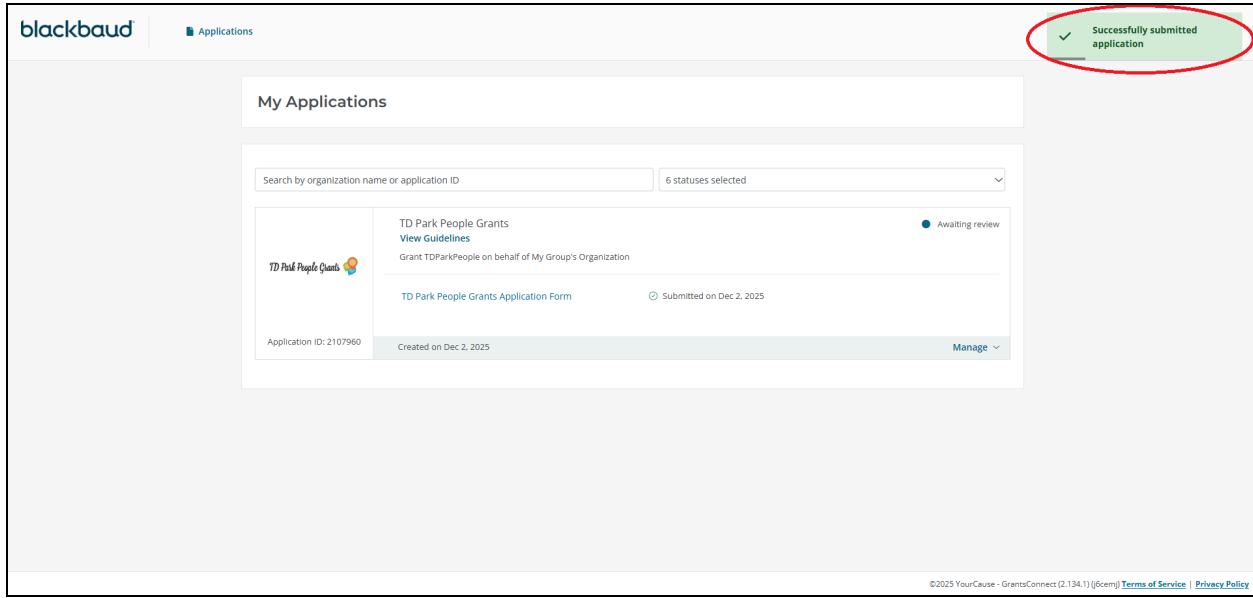 blackbaud
Applications
Successfully submitted
application
My Applications
Search by organization name or application ID
6 statuses selected
TD Park People Grants
TD Park People Grants
View Guidelines
Awaiting review
Grant TDParkPeople on behalf of My Group's Organization
TD Park People Grants Application Form
Submitted on Dec 2, 2025
Application ID: 2107960
Created on Dec 2, 2025
Manage
©2025 YourCause - GrantsConnect (2.134.1) (j6cemj) Terms of Service | Privacy Policy